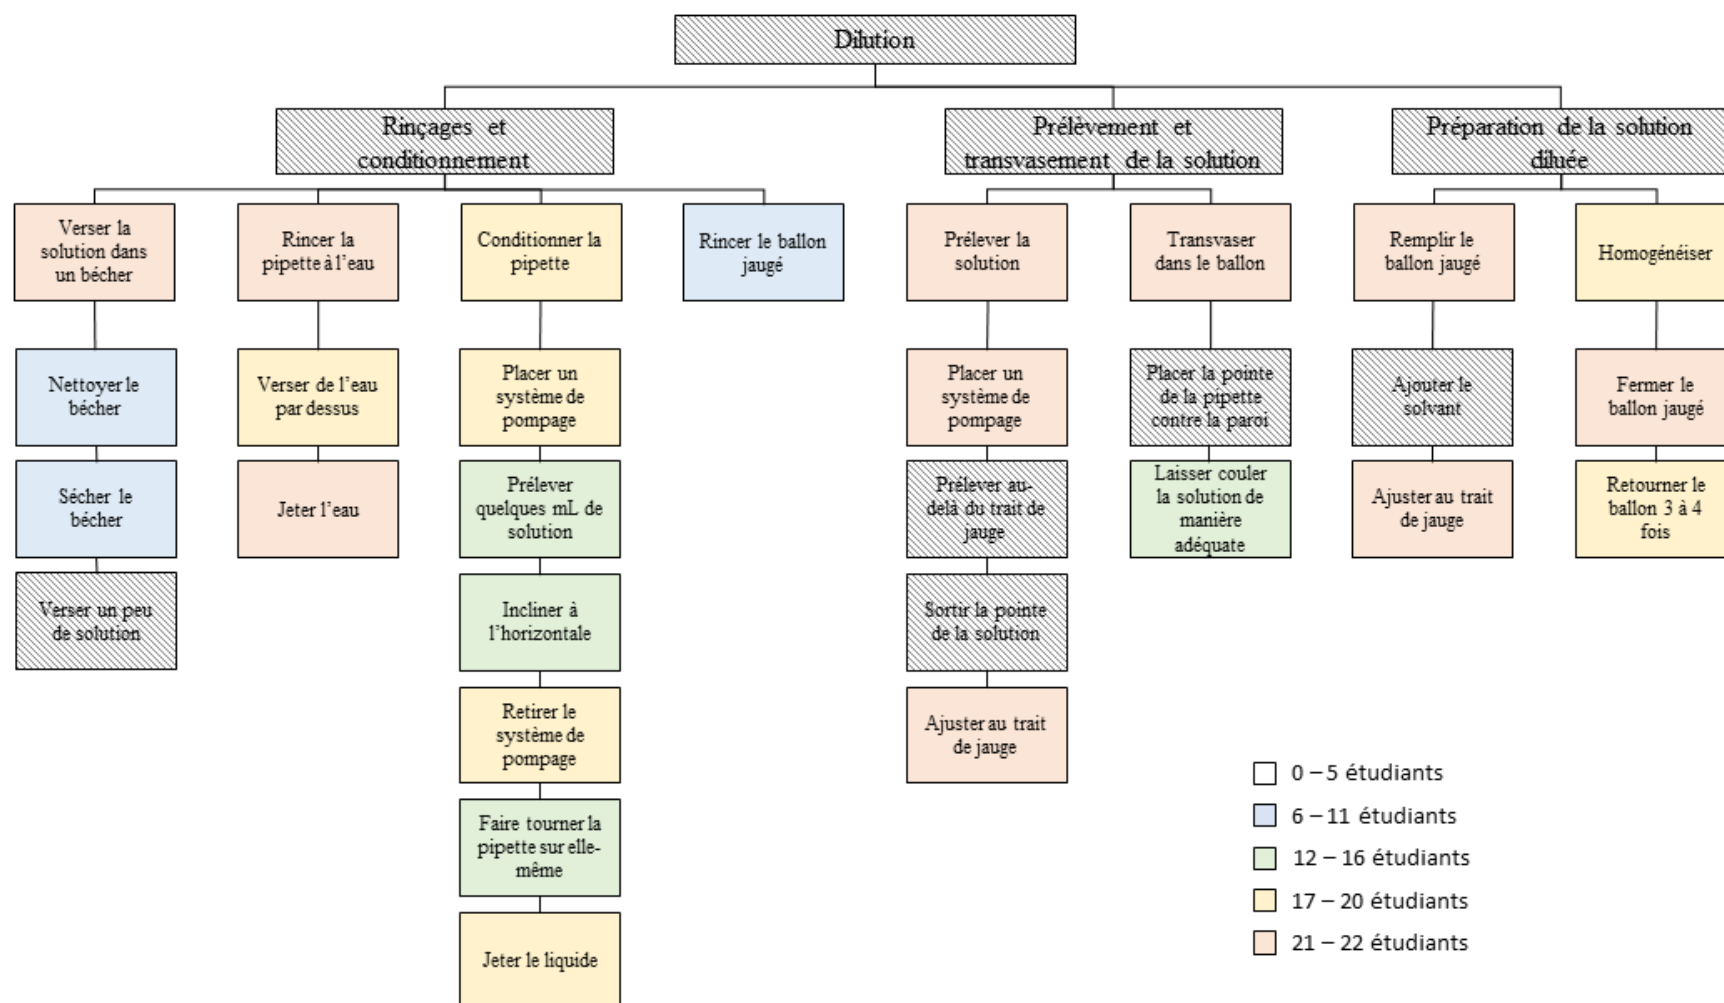 Dilution
Rinçages et
conditionnement
Prélèvement et
transvasement de la solution
Préparation de la solution
diluée
Verser la
solution dans
un bécher
Rincer la
pipette à l'eau
Conditionner la
pipette
Rincer le ballon
jaugé
Prélever la
solution
Transvaser
dans le ballon
Remplir le
ballon jaugé
Homogénéiser
Nettoyer le
bécher
Verser de l'eau
par dessus
Placer un
système de
pompage
Placer un
système de
pompage
Placer la pointe
de la pipette
contre la paroi
Ajouter le
solvant
Fermer le
ballon jaugé
Sécher le
bécher
Jeter l'eau
Prélever
quelques mL de
solution
Prélever au-
delà du trait de
jauge
Laisser couler
la solution de
manière
adéquate
Ajuster au trait
de jauge
Retourner le
ballon 3 à 4
fois
Verser un peu
de solution
Incliner à
l'horizontale
Sortir la pointe
de la solution
Retirer le
système de
pompage
Ajuster au trait
de jauge
Faire tourner la
pipette sur elle-
même
Jeter le liquide
0 – 5 étudiants
6 – 11 étudiants
12 – 16 étudiants
17 – 20 étudiants
21 – 22 étudiants